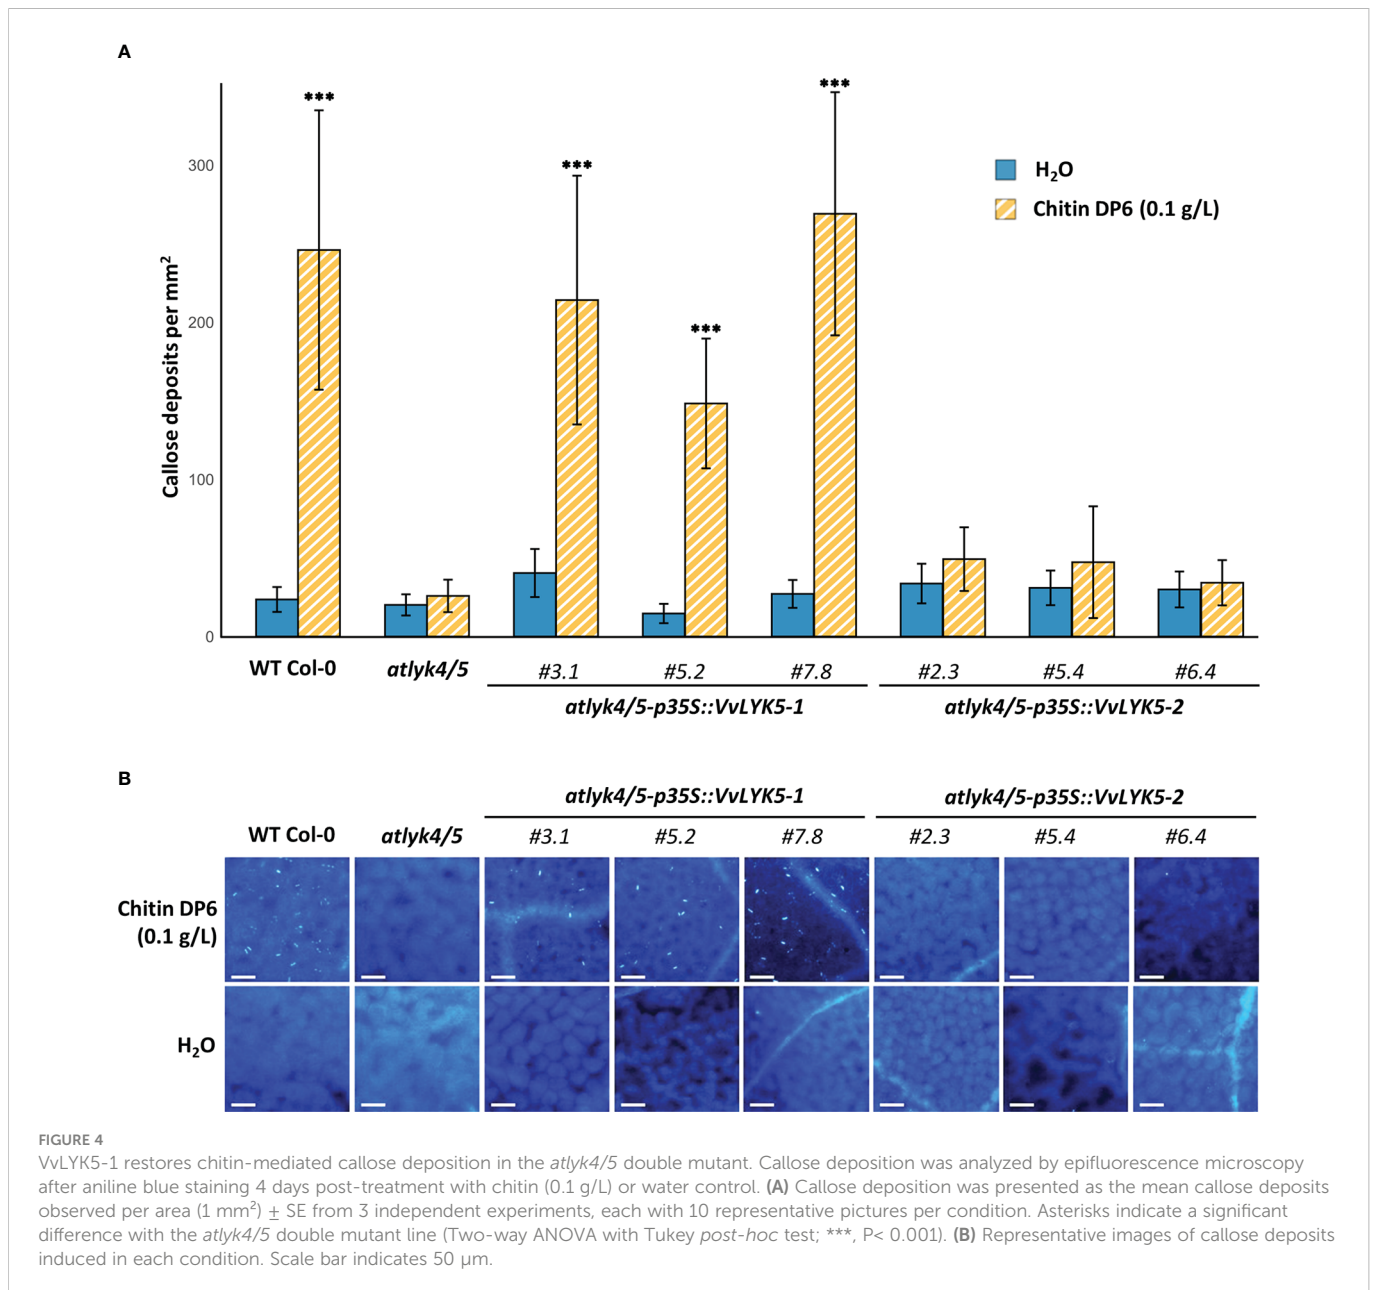 A
Callose deposits per mm²
300
200
100
0
***
***
***
***
H₂O
Chitin DP6 (0.1 g/L)
WT Col-0
atlyk4/5
#3.1
#5.2
#7.8
#2.3
#5.4
#6.4
atlyk4/5-p35S::VvLYK5-1
atlyk4/5-p35S::VvLYK5-2
B
atlyk4/5-p35S::VvLYK5-1
atlyk4/5-p35S::VvLYK5-2
WT Col-0
atlyk4/5
#3.1
#5.2
#7.8
#2.3
#5.4
#6.4
Chitin DP6
(0.1 g/L)
H₂O
FIGURE 4
VvLYK5-1 restores chitin-mediated callose deposition in the atlyk4/5 double mutant. Callose deposition was analyzed by epifluorescence microscopy
after aniline blue staining 4 days post-treatment with chitin (0.1 g/L) or water control. (A) Callose deposition was presented as the mean callose deposits
observed per area (1 mm²) ± SE from 3 independent experiments, each with 10 representative pictures per condition. Asterisks indicate a significant
difference with the atlyk4/5 double mutant line (Two-way ANOVA with Tukey post-hoc test; ***, P< 0.001). (B) Representative images of callose deposits
induced in each condition. Scale bar indicates 50 µm.